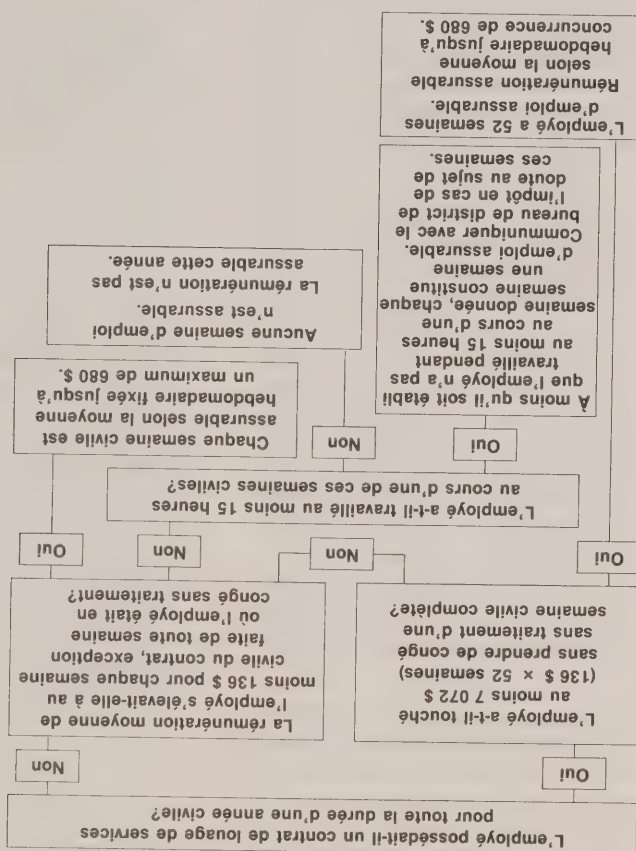 L'employé possédait-il un contrat de louage de services
pour toute la durée d'une année civile?
Oui
Non
L'employé a-t-il touché
au moins 7 072 $
(136 $ × 52 semaines)
sans prendre de congé
sans traitement d'une
semaine civile complète?
La rémunération moyenne de
l'employé s'élevait-elle à au
moins 136 $ pour chaque semaine
civile du contrat, exception
faite de toute semaine
où l'employé était en
congé sans traitement?
Oui
Non
Non
Oui
L'employé a-t-il travaillé au moins 15 heures
au cours d'une de ces semaines civiles?
Oui
Non
Chaque semaine civile est
assurable selon la moyenne
hebdomadaire fixée jusqu'à
un maximum de 680 $.
À moins qu'il soit établi
que l'employé n'a pas
travaillé pendant
au moins 15 heures
au cours d'une
semaine donnée, chaque
semaine constitue
une semaine
d'emploi assurable.
Communiquer avec le
bureau de district de
l'impôt en cas de
doute au sujet de
ces semaines.
Aucune semaine d'emploi
n'est assurable.
La rémunération n'est pas
assurable cette année.
L'employé a 52 semaines
d'emploi assurable.
Rémunération assurable
selon la moyenne
hebdomadaire jusqu'à
concurrence de 680 $.